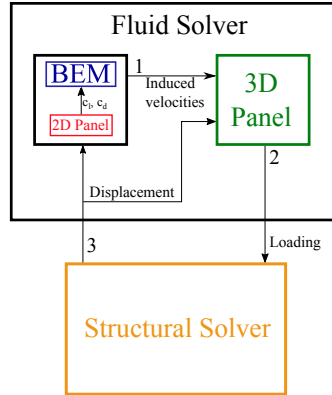 Fluid Solver
BEM
c_l, c_d
2D Panel
1
Induced
velocities
3D
Panel
2
Displacement
3
Loading
Structural Solver